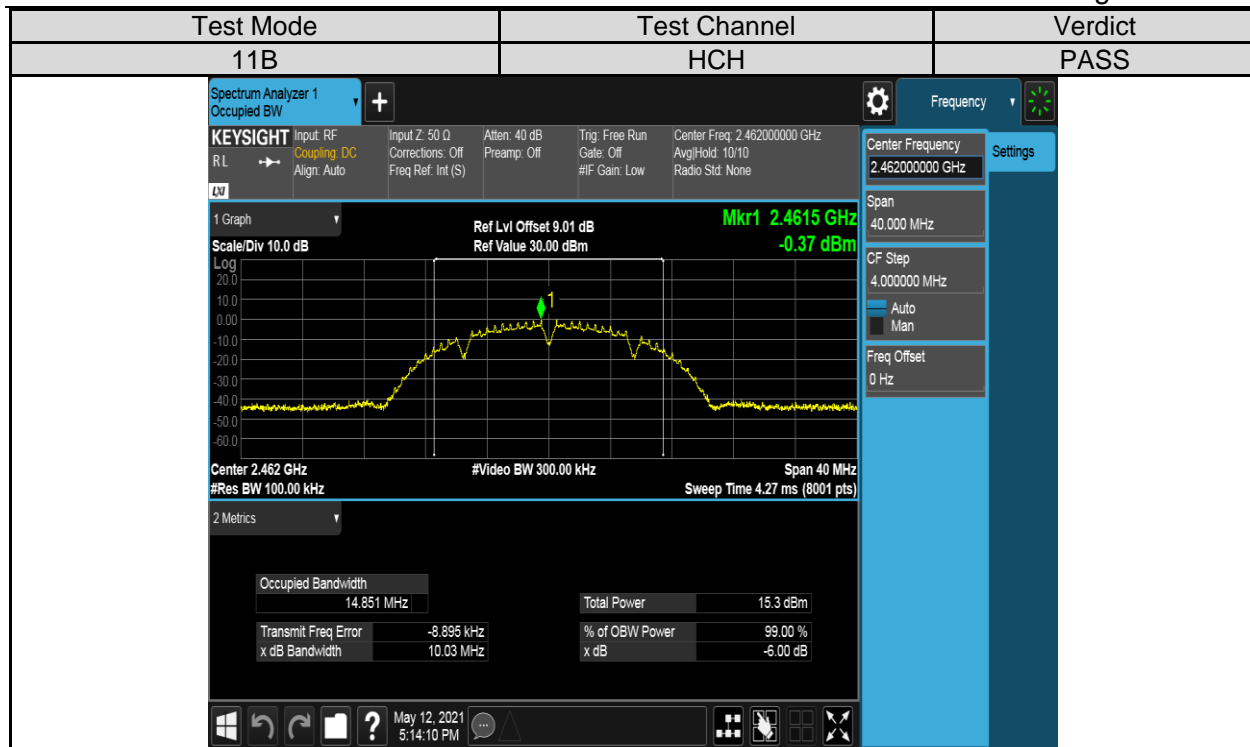 Test Mode Test Channel Verdict
11B HCH PASS
Spectrum Analyzer 1
Occupied BW
Frequency
KEYSIGHT Input: RF Input Z: 50 Ω Atten: 40 dB Trig: Free Run Center Freq: 2.462000000 GHz
RL Coupling: DC Corrections: Off Preamp: Off Gate: Off Avg|Hold: 10/10
Align: Auto Freq Ref: Int (S) #IF Gain: Low Radio Std: None
LXI
Center Frequency
2.462000000 GHz
Settings
Span
40.000 MHz
CF Step
4.000000 MHz
Auto
Man
Freq Offset
0 Hz
1 Graph Ref Lvl Offset 9.01 dB Mkr1 2.4615 GHz
Scale/Div 10.0 dB Ref Value 30.00 dBm -0.37 dBm
Log
20.0
10.0
1
0.00
-10.0
-20.0
-30.0
-40.0
-50.0
-60.0
Center 2.462 GHz #Video BW 300.00 kHz Span 40 MHz
#Res BW 100.00 kHz Sweep Time 4.27 ms (8001 pts)
2 Metrics
Occupied Bandwidth
14.851 MHz Total Power 15.3 dBm
Transmit Freq Error -8.895 kHz % of OBW Power 99.00 %
x dB Bandwidth 10.03 MHz x dB -6.00 dB
? May 12, 2021
5:14:10 PM